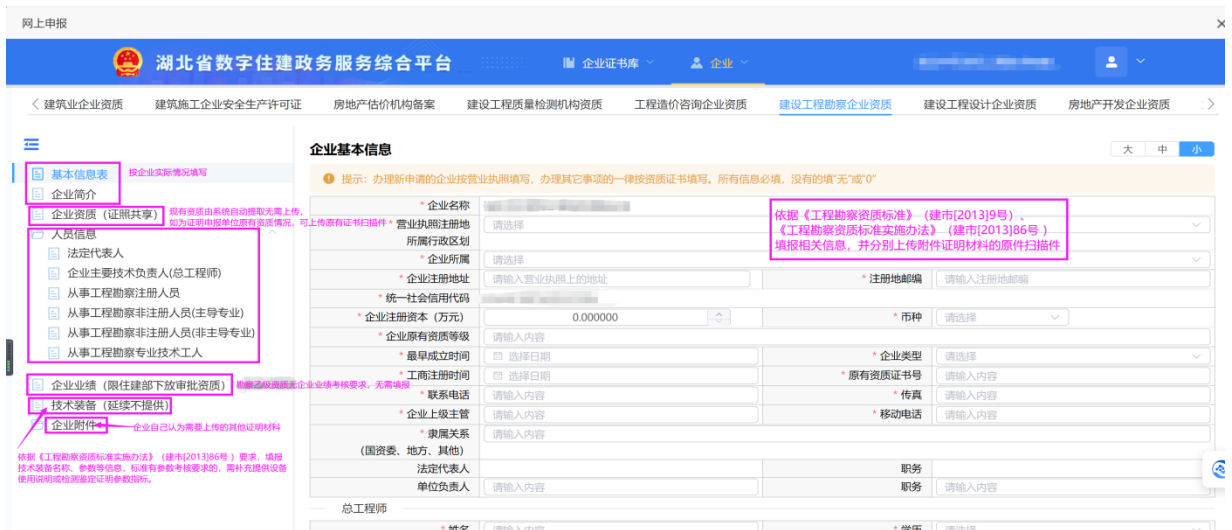 网上申报
湖北省数字住建政务服务综合平台
企业证书库
企业
建筑业企业资质
建筑施工企业安全生产许可证
房地产估价机构备案
建设工程质量检测机构资质
工程造价咨询企业资质
建设工程勘察企业资质
建设工程设计企业资质
房地产开发企业资质
基本信息表
按企业实际情况填写
企业简介
企业资质（证照共享）
现有资质由系统自动提取无需上传,
如为证明申报单位原有资质情况，可上传原有证书扫描件
人员信息
法定代表人
企业主要技术负责人(总工程师)
从事工程勘察注册人员
从事工程勘察非注册人员(主导专业)
从事工程勘察非注册人员(非主导专业)
从事工程勘察专业技术工人
企业业绩（限住建部下放审批资质）
勘察乙级资质无企业业绩考核要求，无需填报
技术装备（延续不提供）
企业附件
企业自己认为需要上传的其他证明材料
依据《工程勘察资质标准实施办法》（建市[2013]86号 ）要求，填报
技术装备名称、参数等信息，标准有参数考核要求的，需补充提供设备
使用说明或检测鉴定证明参数指标。
企业基本信息
大 中 小
提示：办理新申请的企业按营业执照填写，办理其它事项的一律按资质证书填写。所有信息必填，没有的填“无”或“0”
* 企业名称
依据《工程勘察资质标准》（建市[2013]9号）、
《工程勘察资质标准实施办法》（建市[2013]86号 ）
填报相关信息，并分别上传附件证明材料的原件扫描件
* 营业执照注册地
所属行政区划
请选择
* 企业所属
请选择
* 企业注册地址
请输入营业执照上的地址
* 注册地邮编
请输入注册地邮编
* 统一社会信用代码
* 企业注册资本（万元）
0.000000
* 币种
请选择
* 企业原有资质等级
请输入内容
* 最早成立时间
选择日期
* 企业类型
请选择
* 工商注册时间
选择日期
* 原有资质证书号
请输入内容
* 联系电话
请输入内容
* 传真
请输入内容
* 企业上级主管
请输入内容
* 移动电话
请输入内容
* 隶属关系
(国资委、地方、其他)
请输入内容
法定代表人
职务
单位负责人
请输入内容
职务
请输入内容
总工程师
* 姓名
请输入内容
* 学历
请选择